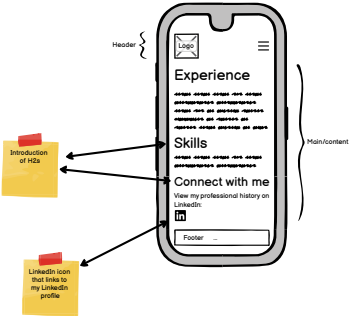 Header
Logo
Experience
Skills
Connect with me
View my professional history on
LinkedIn:
in
Footer ...
Main/content
Introduction
of H2s
LinkedIn icon
that links to
my LinkedIn
profile